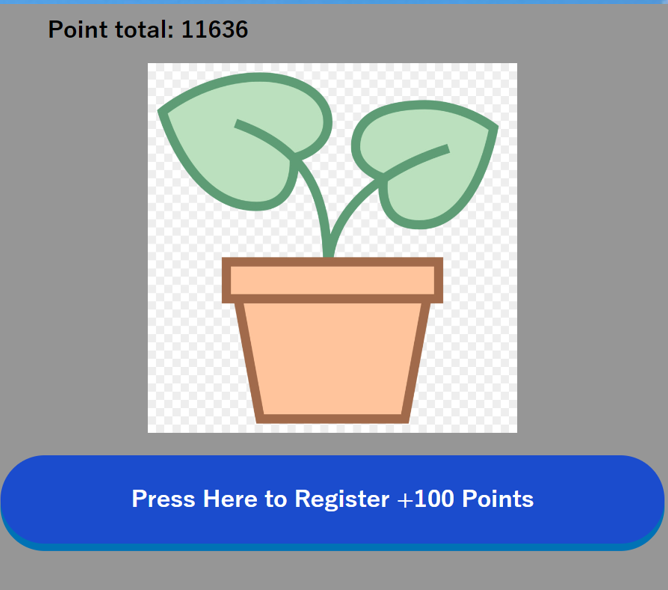 Point total: 11636
Press Here to Register +100 Points